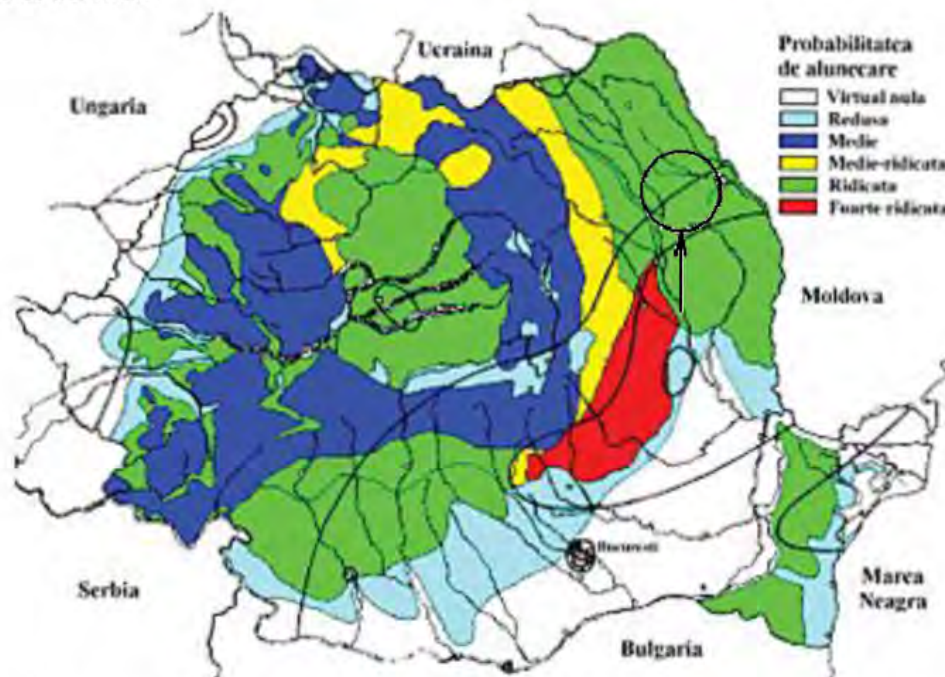 Ucraina
Ungaria
Probabilitatea
de alunecare
Virtual nula
Redusa
Medie
Medie-ridicata
Ridicata
Foarte ridicata
Moldova
Bucuresti
Serbia
Marea
Neagra
Bulgaria